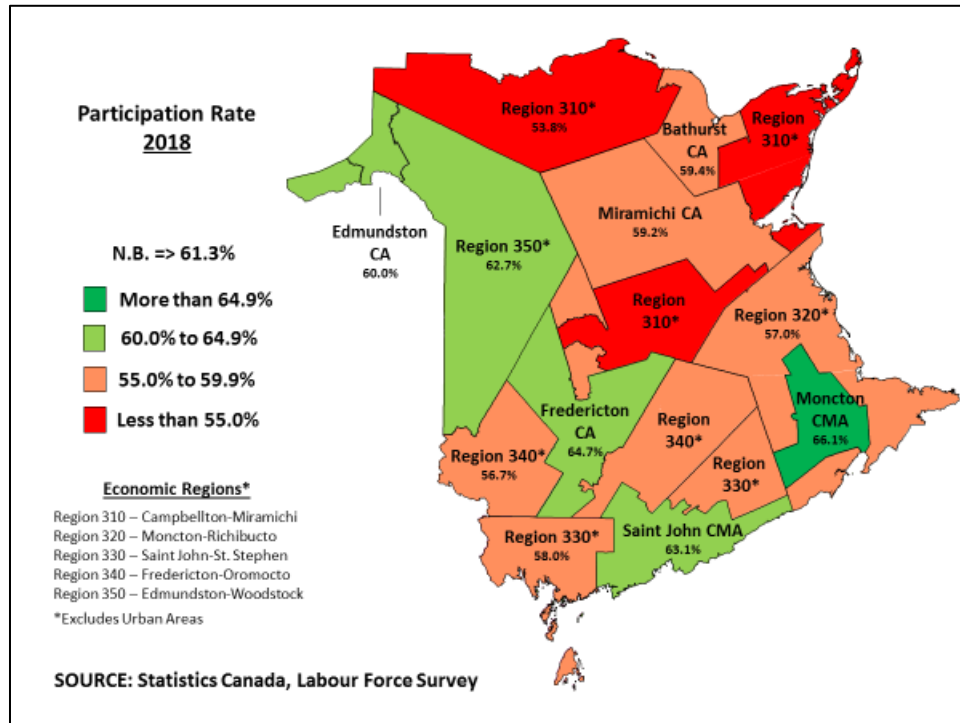 Participation Rate
2018
N.B. => 61.3%
More than 64.9%
60.0% to 64.9%
55.0% to 59.9%
Less than 55.0%
Economic Regions*
Region 310 – Campbellton-Miramichi
Region 320 – Moncton-Richibucto
Region 330 – Saint John-St. Stephen
Region 340 – Fredericton-Oromocto
Region 350 – Edmundston-Woodstock
*Excludes Urban Areas
SOURCE: Statistics Canada, Labour Force Survey
Region 310*
53.8%
Bathurst
CA
59.4%
Region
310*
Edmundston
CA
60.0%
Region 350*
62.7%
Miramichi CA
59.2%
Region
310*
Region 320*
57.0%
Moncton
CMA
66.1%
Fredericton
CA
64.7%
Region
340*
Region 340*
56.7%
Region
330*
Region 330*
58.0%
Saint John CMA
63.1%